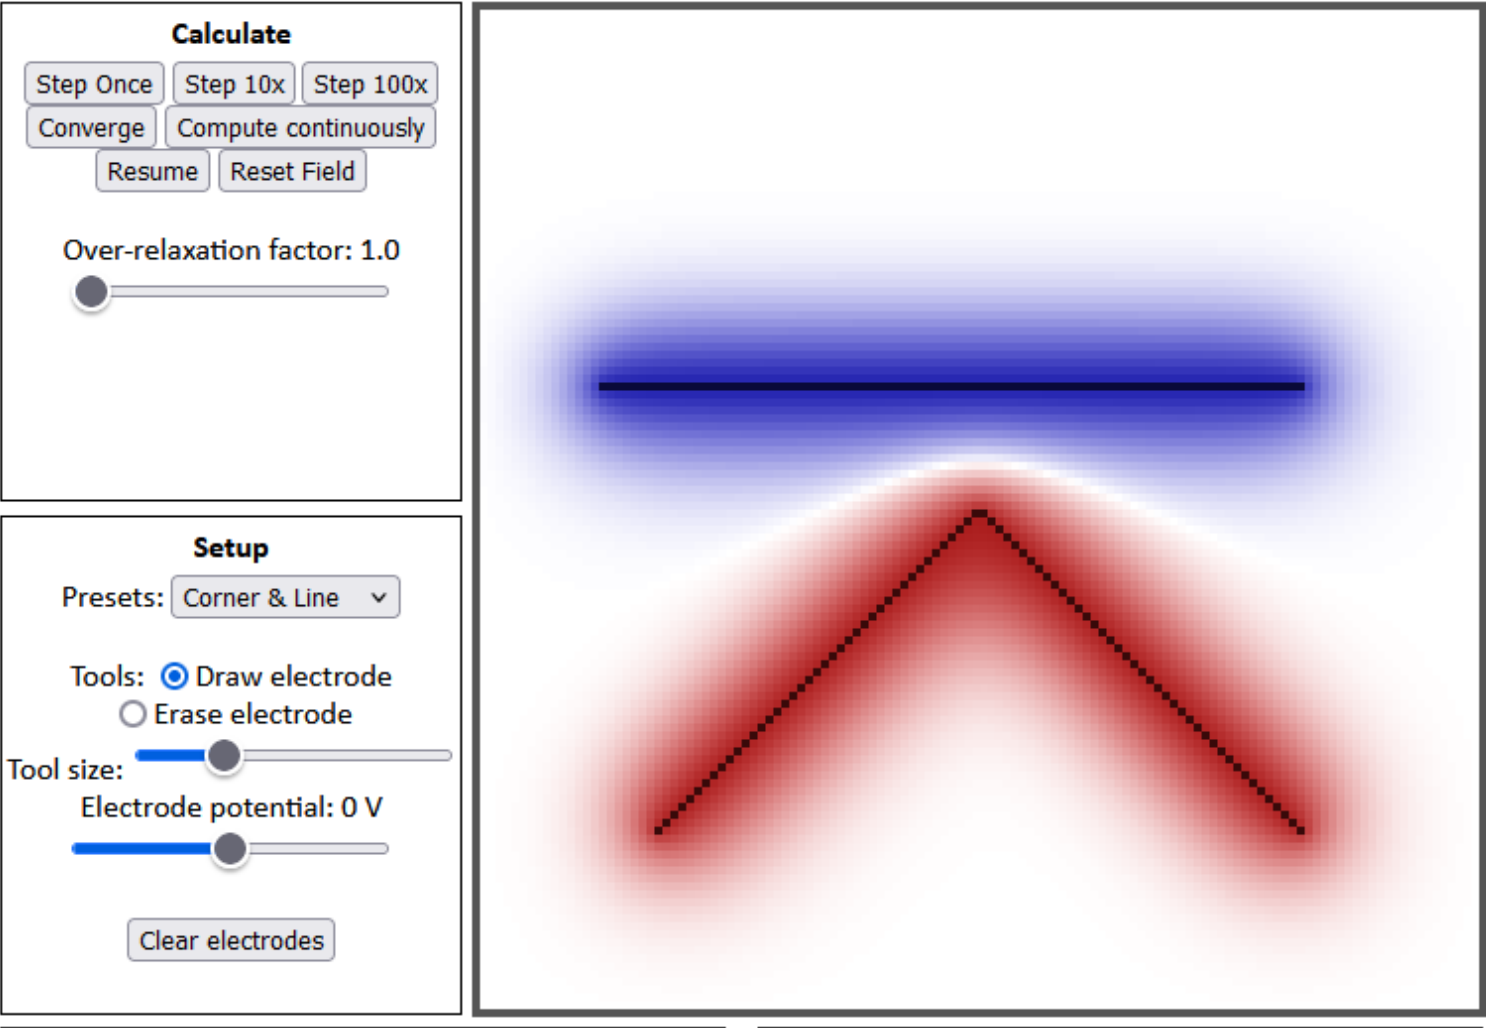 Calculate
Step Once Step 10x Step 100x
Converge Compute continuously
Resume Reset Field
Over-relaxation factor: 1.0
Setup
Presets: Corner & Line
Tools: Draw electrode
Erase electrode
Tool size:
Electrode potential: 0 V
Clear electrodes